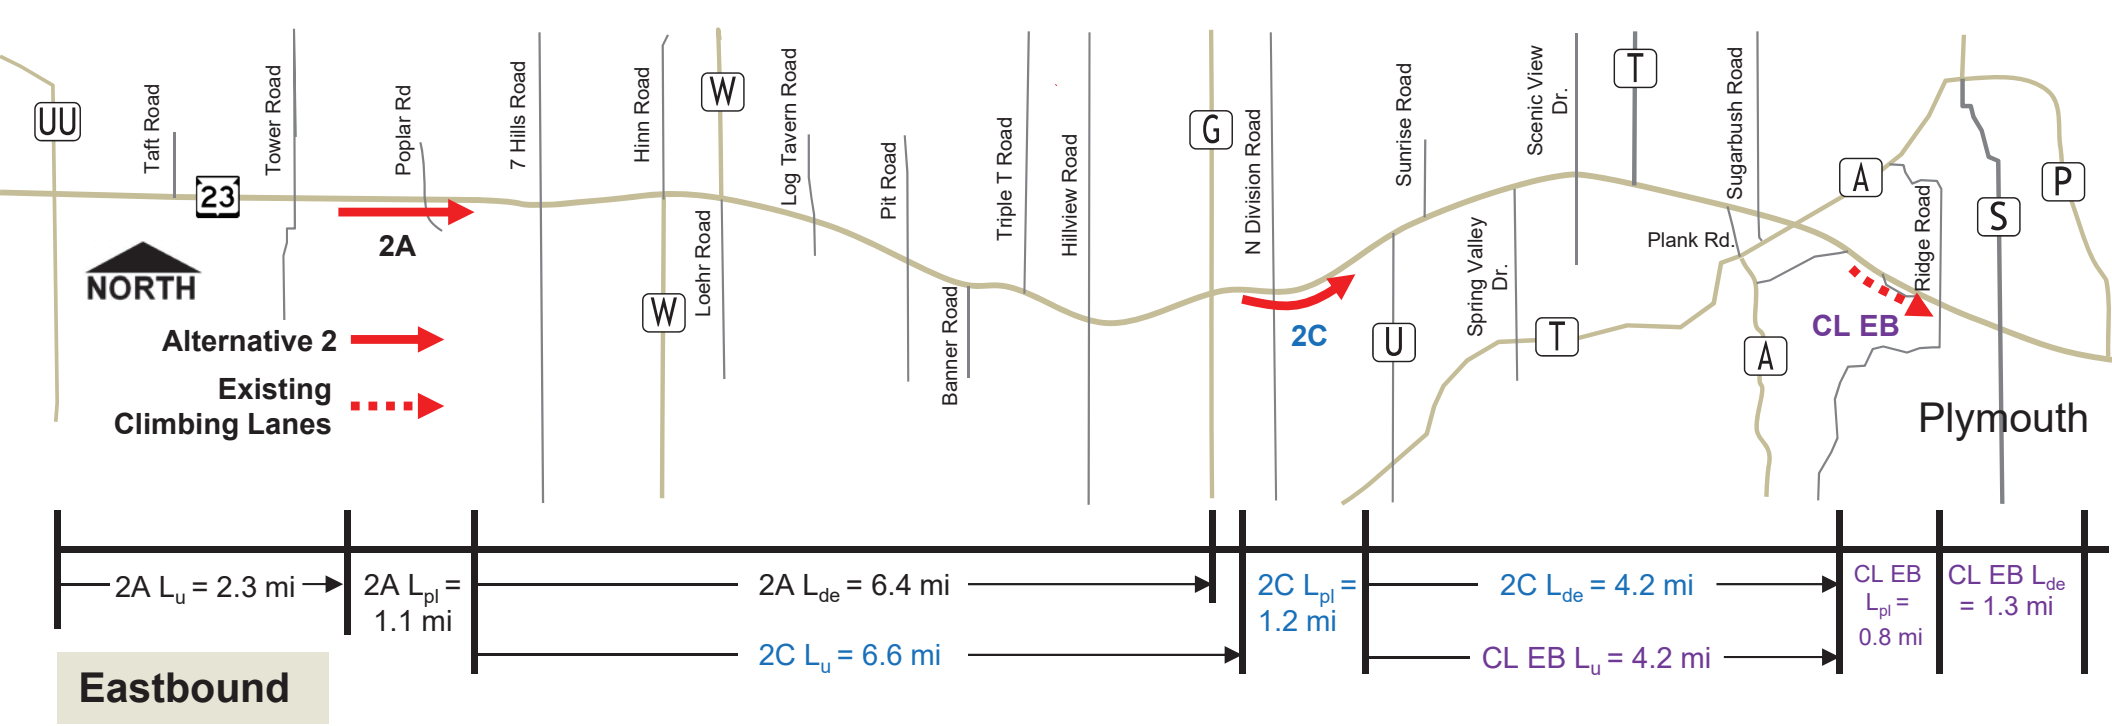 UU
Taft Road
23
Tower Road
Poplar Rd
7 Hills Road
Hinn Road
W
Log Tavern Road
Pit Road
Triple T Road
Hillview Road
G
N Division Road
Sunrise Road
Scenic View
Dr.
T
Sugarbush Road
A
Ridge Road
S
P
NORTH
2A
W
Loehr Road
Banner Road
2C
U
Spring Valley
Dr.
T
Plank Rd.
A
CL EB
Plymouth
Alternative 2
Existing
Climbing Lanes
2A Lu = 2.3 mi
2A Lpl =
1.1 mi
2A Lde = 6.4 mi
2C Lu = 6.6 mi
2C Lpl =
1.2 mi
2C Lde = 4.2 mi
CL EB Lu = 4.2 mi
CL EB
Lpl =
0.8 mi
CL EB Lde
= 1.3 mi
Eastbound